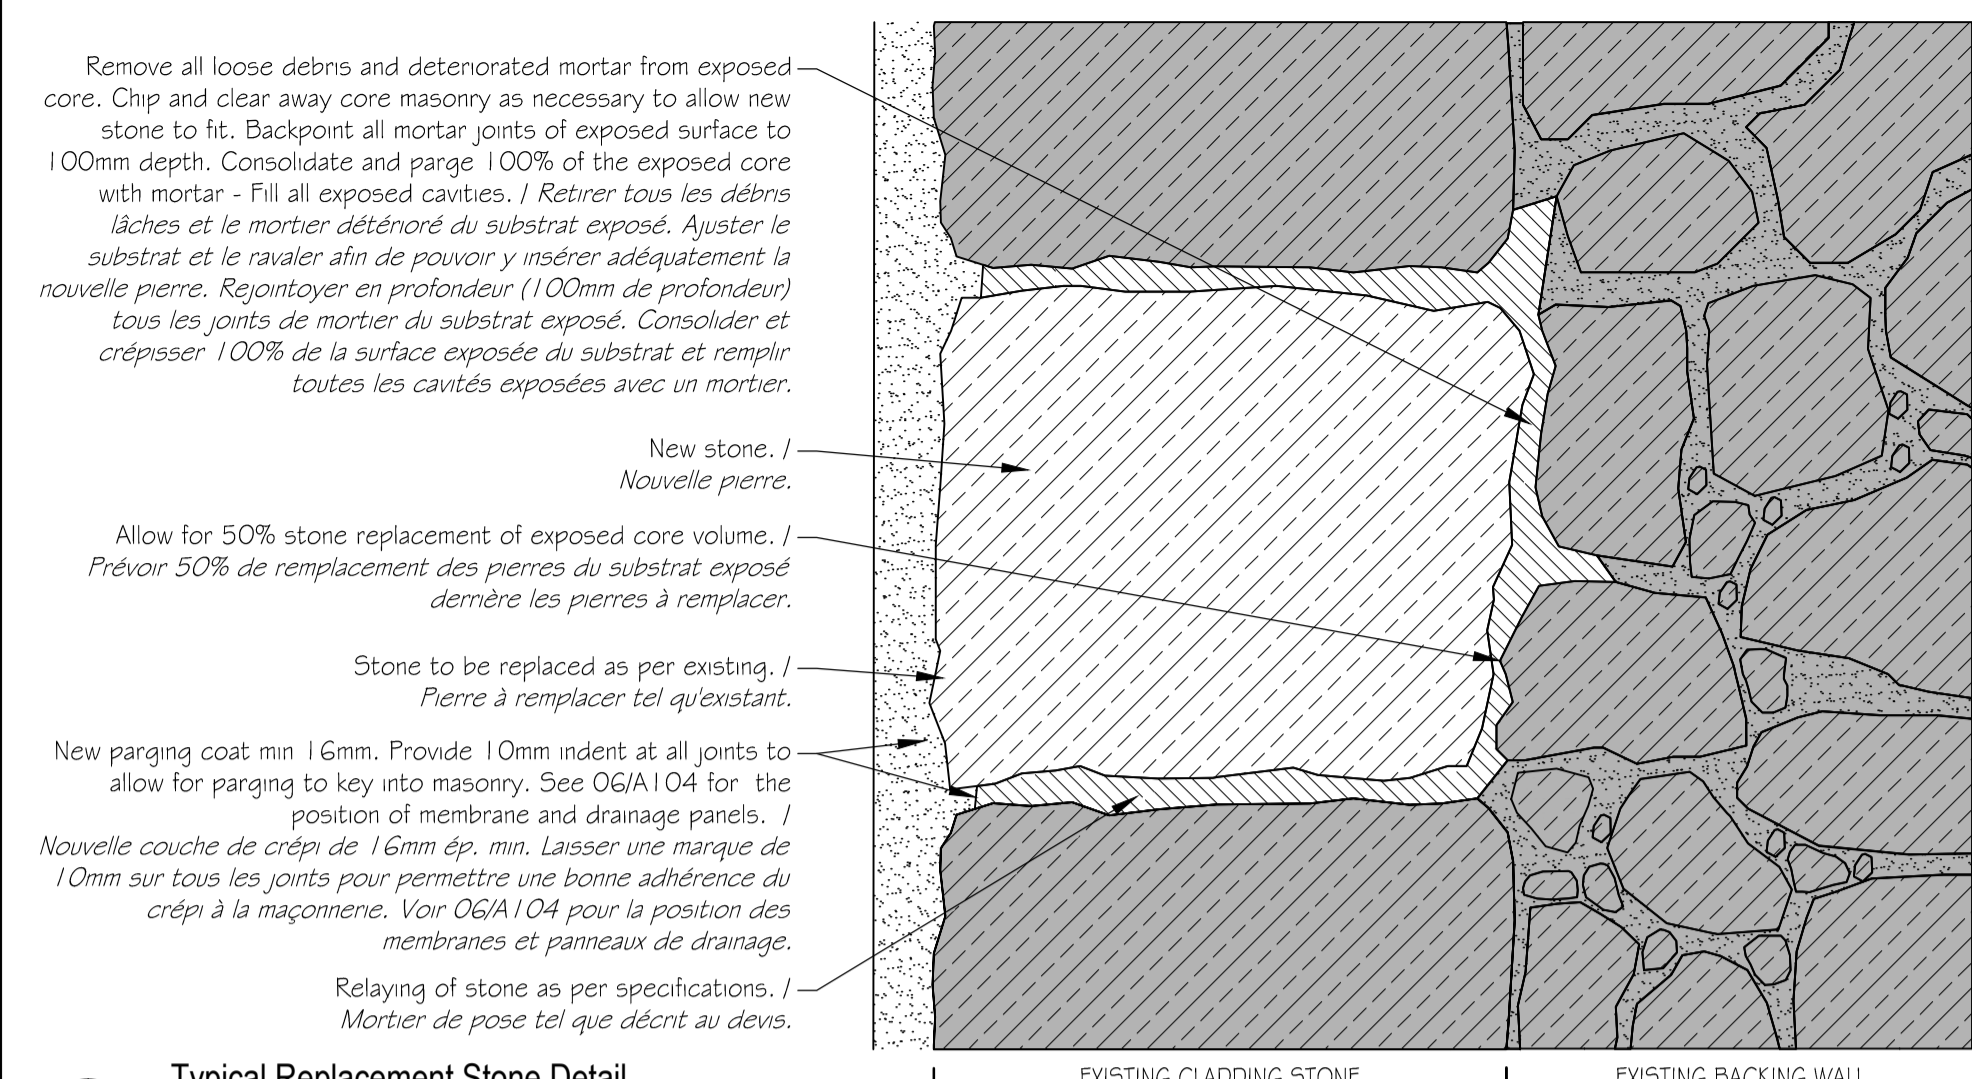 Remove all loose debris and deteriorated mortar from exposed
core. Chip and clear away core masonry as necessary to allow new
stone to fit. Backpoint all mortar joints of exposed surface to
100mm depth. Consolidate and parge 100% of the exposed core
with mortar - Fill all exposed cavities. / Retirer tous les débris
lâches et le mortier détérioré du substrat exposé. Ajuster le
substrat et le ravaler afin de pouvoir y insérer adéquatement la
nouvelle pierre. Rejointoyer en profondeur (100mm de profondeur)
tous les joints de mortier du substrat exposé. Consolider et
crépisser 100% de la surface exposée du substrat et remplir
toutes les cavités exposées avec un mortier.
New stone. /
Nouvelle pierre.
Allow for 50% stone replacement of exposed core volume. /
Prévoir 50% de remplacement des pierres du substrat exposé
derrière les pierres à remplacer.
Stone to be replaced as per existing. /
Pierre à remplacer tel qu'existant.
New parging coat min 16mm. Provide 10mm indent at all joints to
allow for parging to key into masonry. See 06/A104 for the
position of membrane and drainage panels. /
Nouvelle couche de crépi de 16mm ép. min. Laisser une marque de
10mm sur tous les joints pour permettre une bonne adhérence du
crépi à la maçonnerie. Voir 06/A104 pour la position des
membranes et panneaux de drainage.
Relaying of stone as per specifications. /
Mortier de pose tel que décrit au devis.
Typical Replacement Stone Detail
EXISTING CLADDING STONE
EXISTING BACKING WALL